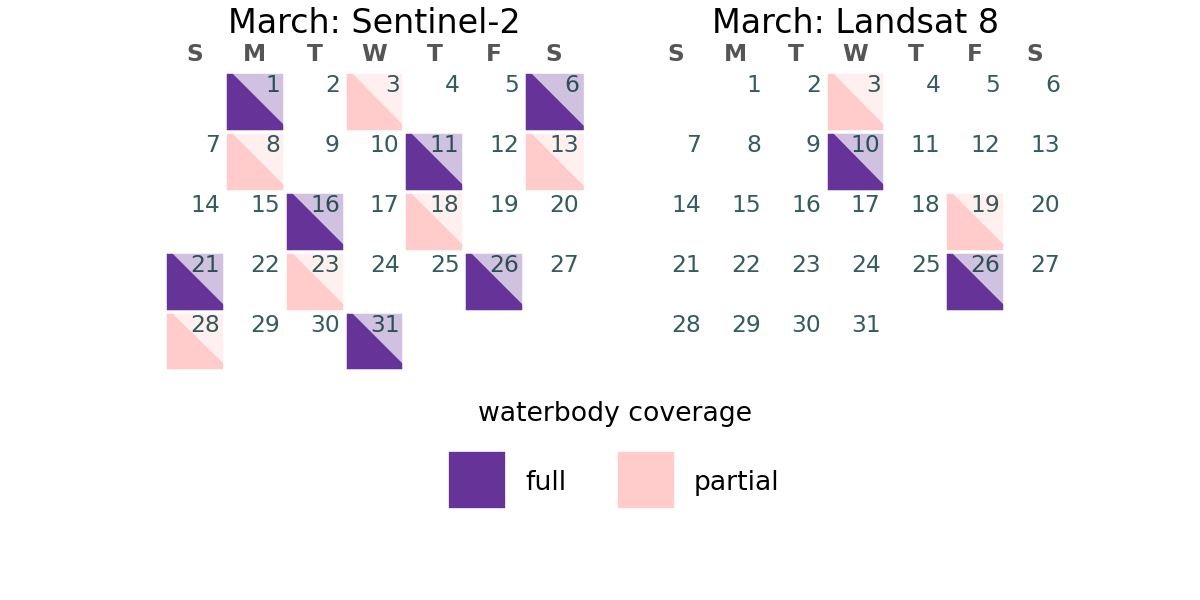 March: Sentinel-2
S M T W T F S
1 2 3 4 5 6
7 8 9 10 11 12 13
14 15 16 17 18 19 20
21 22 23 24 25 26 27
28 29 30 31
March: Landsat 8
S M T W T F S
1 2 3 4 5 6
7 8 9 10 11 12 13
14 15 16 17 18 19 20
21 22 23 24 25 26 27
28 29 30 31
waterbody coverage
full
partial